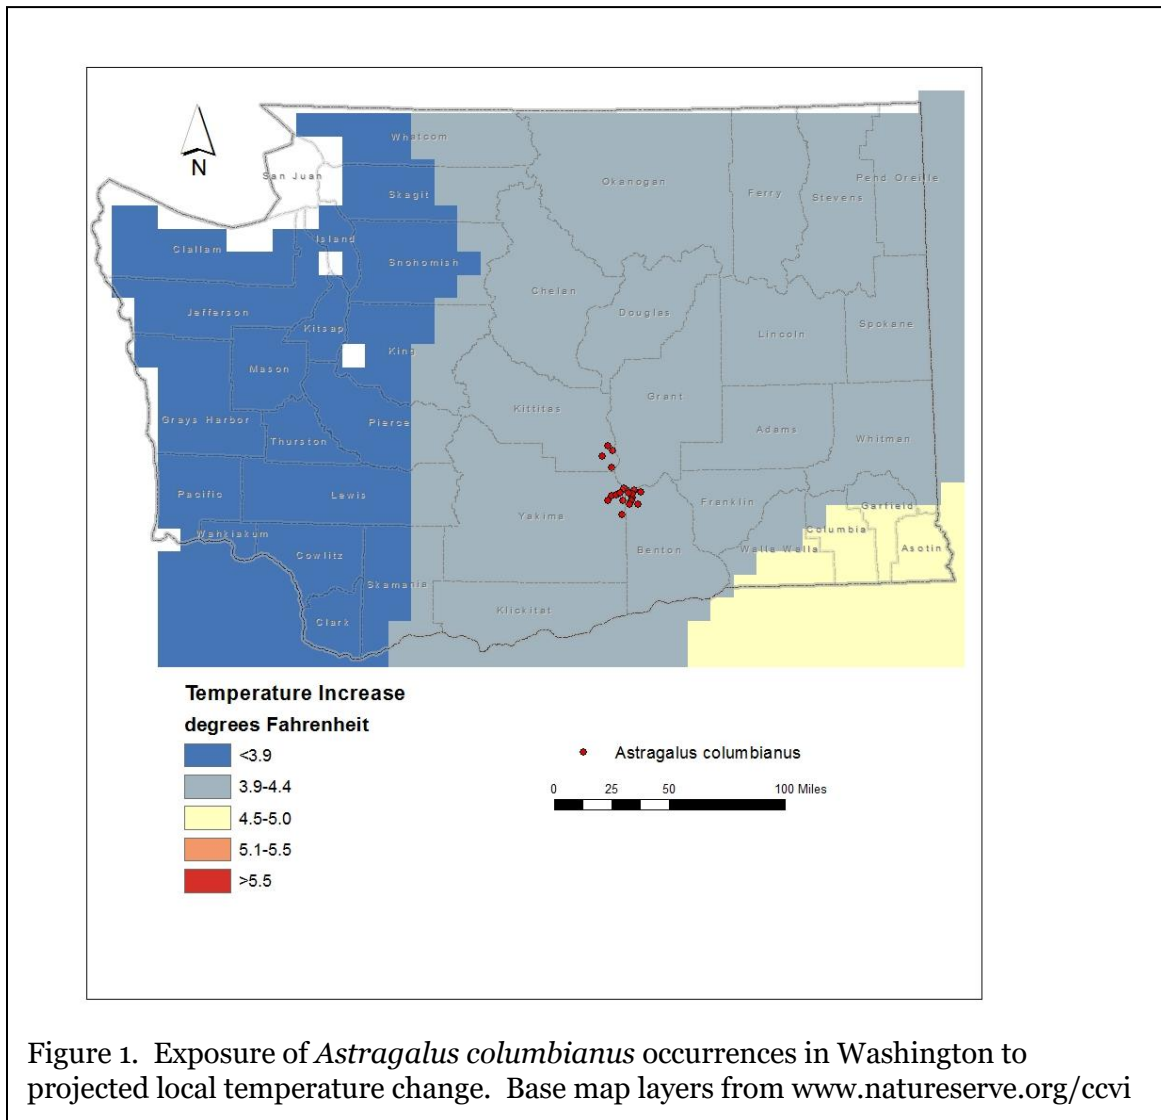 N
San Juan
Whatcom
Skagit
Okanogan
Ferry
Stevens
Pend Oreille
Clallam
Island
Snohomish
Chelan
Douglas
Jefferson
Kitsap
King
Lincoln
Spokane
Mason
Kittitas
Grant
Grays Harbor
Thurston
Pierce
Adams
Whitman
Pacific
Lewis
Yakima
Franklin
Garfield
Wahkiakum
Cowlitz
Columbia
Walla Walla
Asotin
Benton
Skamania
Klickitat
Clark
Temperature Increase
degrees Fahrenheit
<3.9
3.9-4.4
4.5-5.0
5.1-5.5
>5.5
Astragalus columbianus
0 25 50 100 Miles
Figure 1. Exposure of Astragalus columbianus occurrences in Washington to
projected local temperature change. Base map layers from www.natureserve.org/ccvi